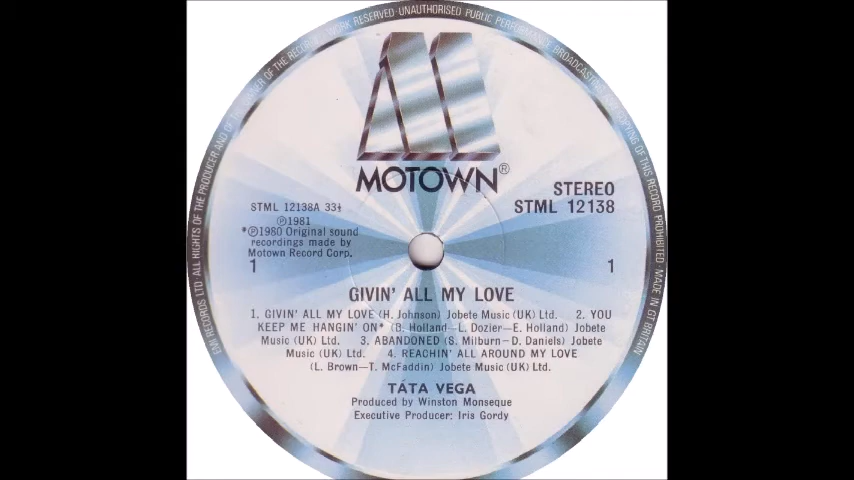 EMI RECORDS LTD · ALL RIGHTS OF THE PRODUCER AND OF THE OWNER OF THE RECORDED WORK RESERVED · UNAUTHORISED PUBLIC PERFORMANCE BROADCASTING AND COPYING OF THIS RECORD PROHIBITED · MADE IN GT BRITAIN
MOTOWN®
STEREO
STML 12138
STML 12138A 33⅓
℗1981
*℗1980 Original sound
recordings made by
Motown Record Corp.
1
1
GIVIN' ALL MY LOVE
1. GIVIN' ALL MY LOVE (H. Johnson) Jobete Music (UK) Ltd. 2. YOU
KEEP ME HANGIN' ON* (B. Holland—L. Dozier—E. Holland) Jobete
Music (UK) Ltd. 3. ABANDONED (S. Milburn—D. Daniels) Jobete
Music (UK) Ltd. 4. REACHIN' ALL AROUND MY LOVE
(L. Brown—T. McFaddin) Jobete Music (UK) Ltd.
TÁTA VEGA
Produced by Winston Monseque
Executive Producer: Iris Gordy